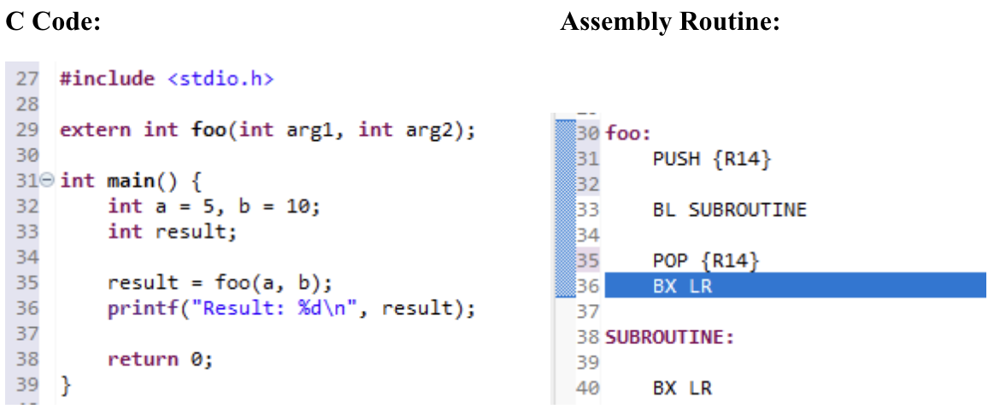 C Code:
27 #include <stdio.h>
28
29 extern int foo(int arg1, int arg2);
30
31 int main() {
32 int a = 5, b = 10;
33 int result;
34
35 result = foo(a, b);
36 printf("Result: %d\n", result);
37
38 return 0;
39 }
Assembly Routine:
30 foo:
31 PUSH {R14}
32
33 BL SUBROUTINE
34
35 POP {R14}
36 BX LR
37
38 SUBROUTINE:
39
40 BX LR